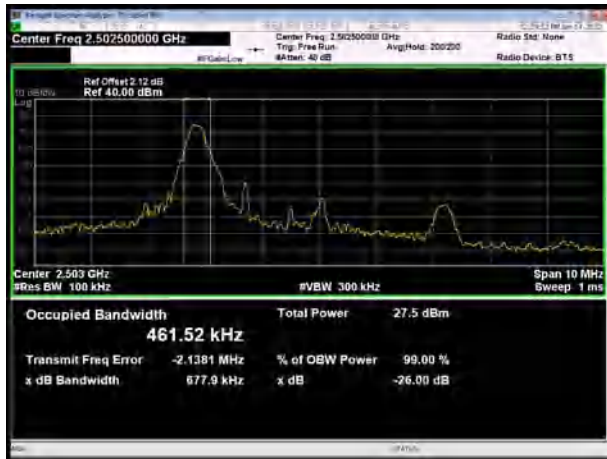 Center Freq 2.502500000 GHz
Center Freq: 2.502500000 GHz
Radio Std: None
Trig: Free Run
Avg|Hold: 200/200
#IFGain:Low
#Atten: 40 dB
Radio Device: BTS
Ref Offset 2.12 dB
10 dB/div
Ref 40.00 dBm
Log
Center 2.503 GHz
Span 10 MHz
#Res BW 100 kHz
#VBW 300 kHz
Sweep 1 ms
Occupied Bandwidth
Total Power
27.5 dBm
461.52 kHz
Transmit Freq Error
-2.1381 MHz
% of OBW Power
99.00 %
x dB Bandwidth
677.9 kHz
x dB
-26.00 dB